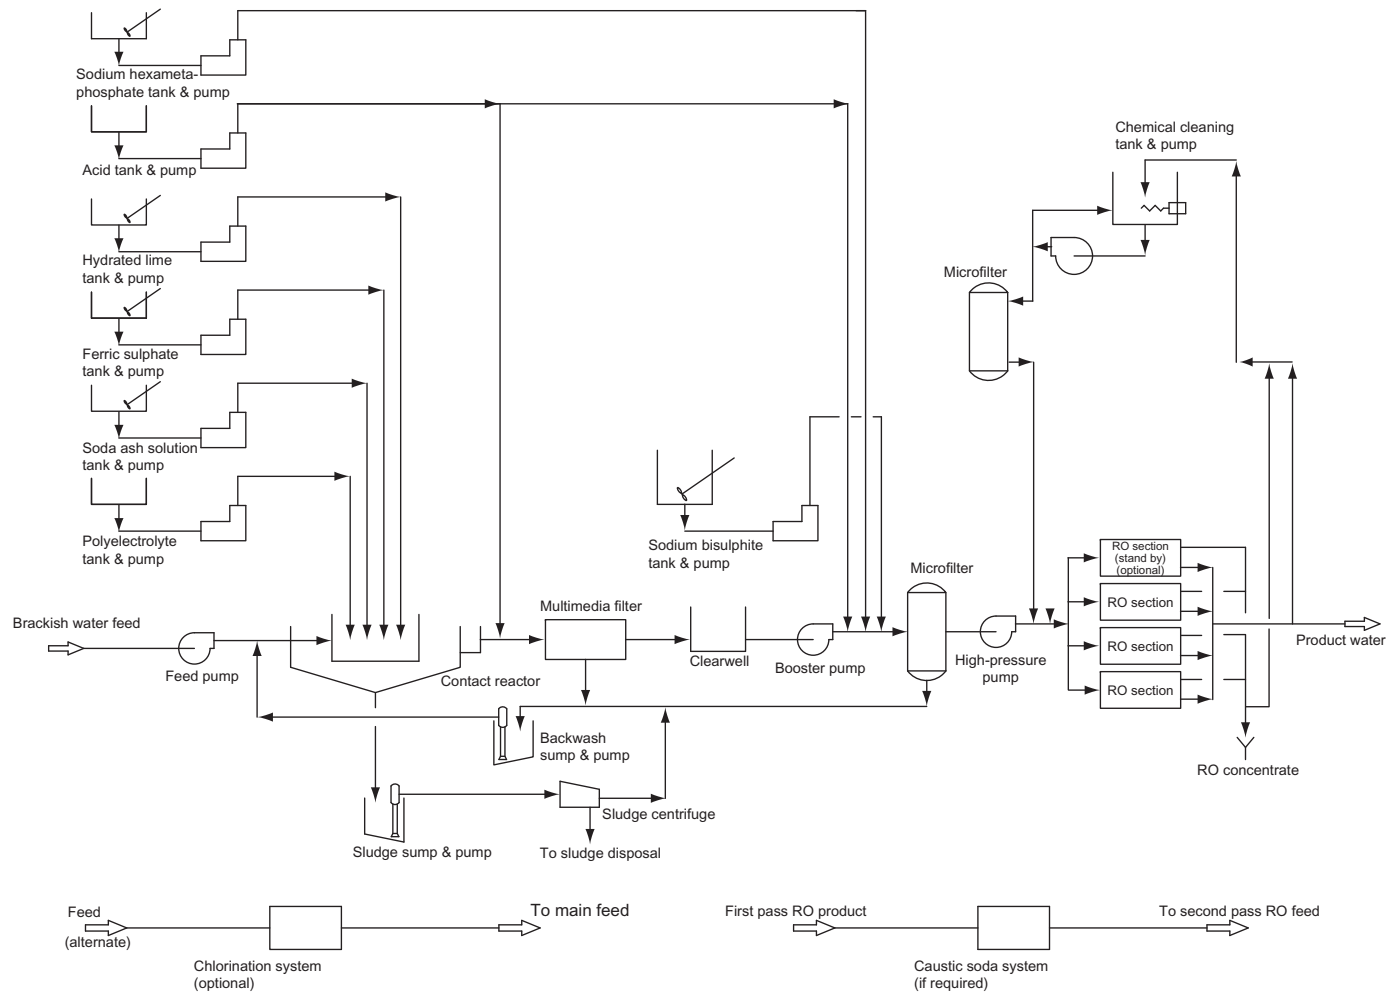 Sodium hexameta-
phosphate tank & pump
Acid tank & pump
Hydrated lime
tank & pump
Ferric sulphate
tank & pump
Soda ash solution
tank & pump
Polyelectrolyte
tank & pump
Chemical cleaning
tank & pump
Microfilter
Sodium bisulphite
tank & pump
Microfilter
RO section
(stand by)
(optional)
RO section
RO section
RO section
Brackish water feed
Feed pump
Contact reactor
Multimedia filter
Clearwell
Booster pump
High-pressure
pump
Product water
RO concentrate
Backwash
sump & pump
Sludge centrifuge
Sludge sump & pump
To sludge disposal
Feed
(alternate)
To main feed
Chlorination system
(optional)
First pass RO product
To second pass RO feed
Caustic soda system
(if required)